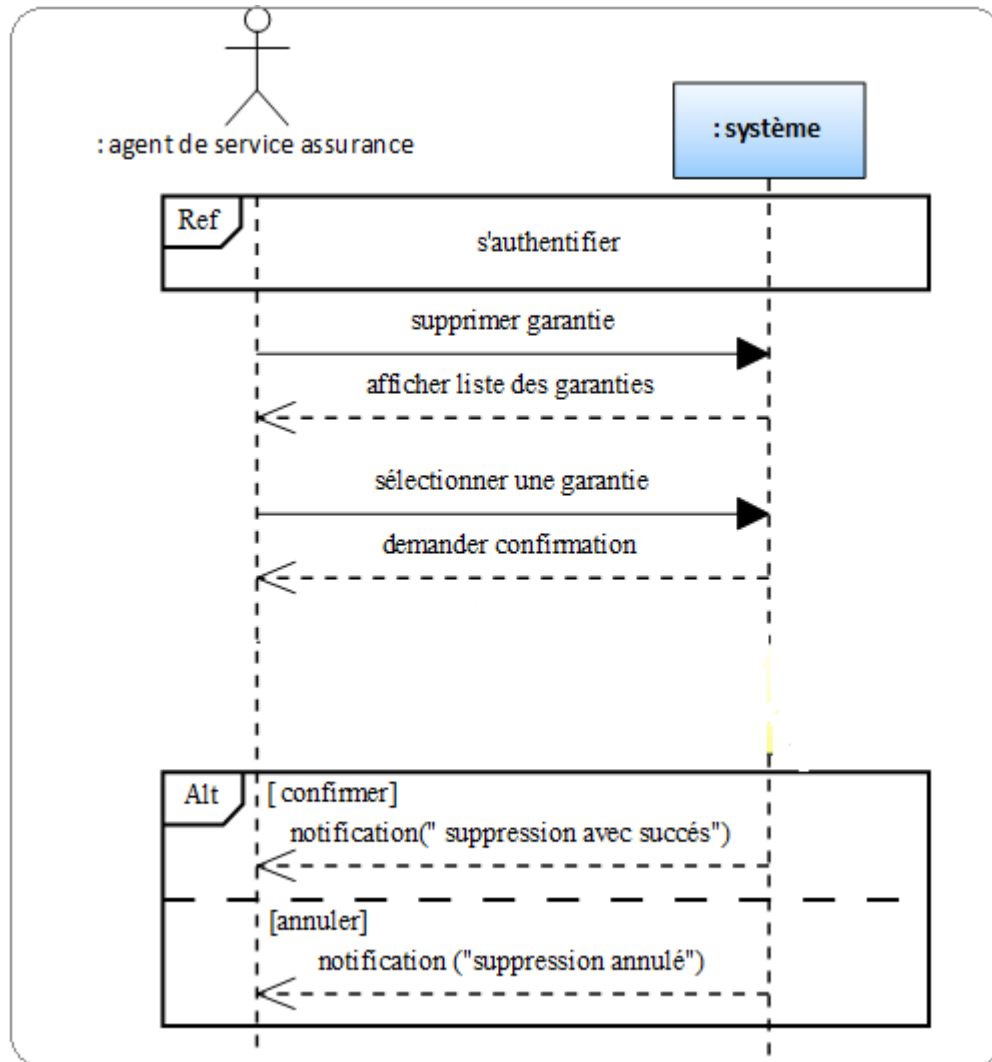 : agent de service assurance
: système
Ref
s'authentifier
supprimer garantie
afficher liste des garanties
sélectionner une garantie
demander confirmation
Alt
[ confirmer]
notification(" suppression avec succés")
[annuler]
notification ("suppression annulé")